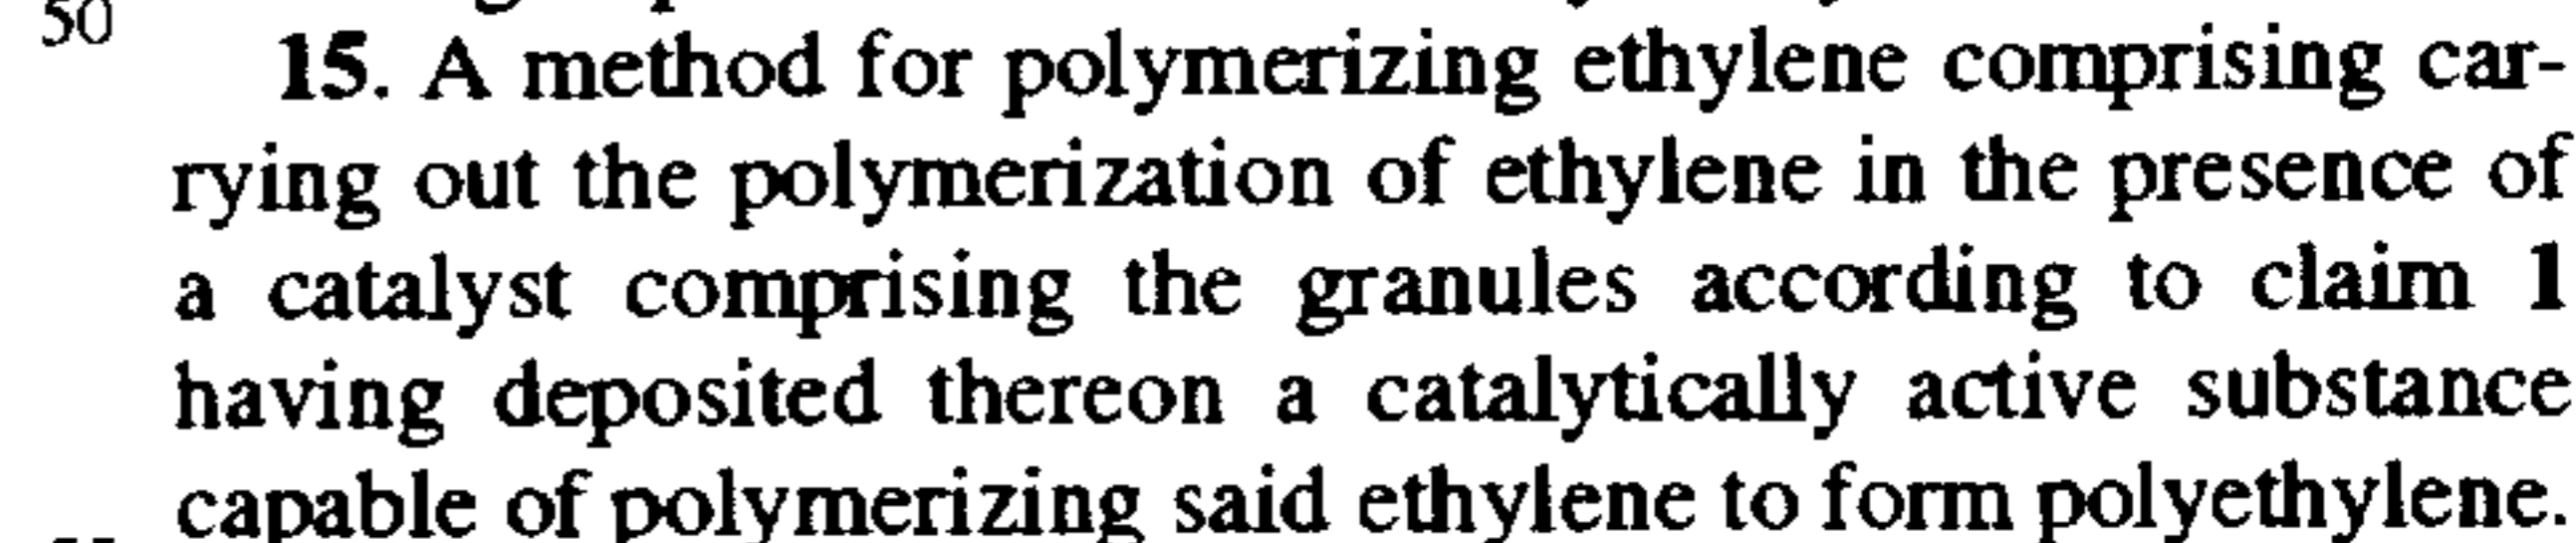 50
15. A method for polymerizing ethylene comprising car-
rying out the polymerization of ethylene in the presence of
a catalyst comprising the granules according to claim 1
having deposited thereon a catalytically active substance
capable of polymerizing said ethylene to form polyethylene.